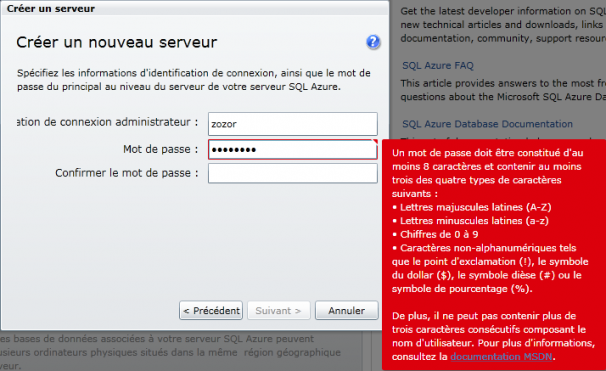 Créer un serveur
Créer un nouveau serveur
?
Spécifiez les informations d'identification de connexion, ainsi que le mot de
passe du principal au niveau du serveur de votre serveur SQL Azure.
ation de connexion administrateur :
zozor
Mot de passe :
Confirmer le mot de passe :
< Précédent
Suivant >
Annuler
Get the latest developer information on SQL
new technical articles and downloads, links
documentation, community, support resour
SQL Azure FAQ
This article provides answers to the most fre
questions about the Microsoft SQL Azure Da
SQL Azure Database Documentation
Un mot de passe doit être constitué d'au
moins 8 caractères et contenir au moins
trois des quatre types de caractères
suivants :
• Lettres majuscules latines (A-Z)
• Lettres minuscules latines (a-z)
• Chiffres de 0 à 9
• Caractères non-alphanumériques tels
que le point d'exclamation (!), le symbole
du dollar ($), le symbole dièse (#) ou le
symbole de pourcentage (%).
De plus, il ne peut pas contenir plus de
trois caractères consécutifs composant le
nom d'utilisateur. Pour plus d'informations,
consultez la documentation MSDN.
es bases de données associées à votre serveur SQL Azure peuvent
usieurs ordinateurs physiques situés dans la même région géographique
veur.